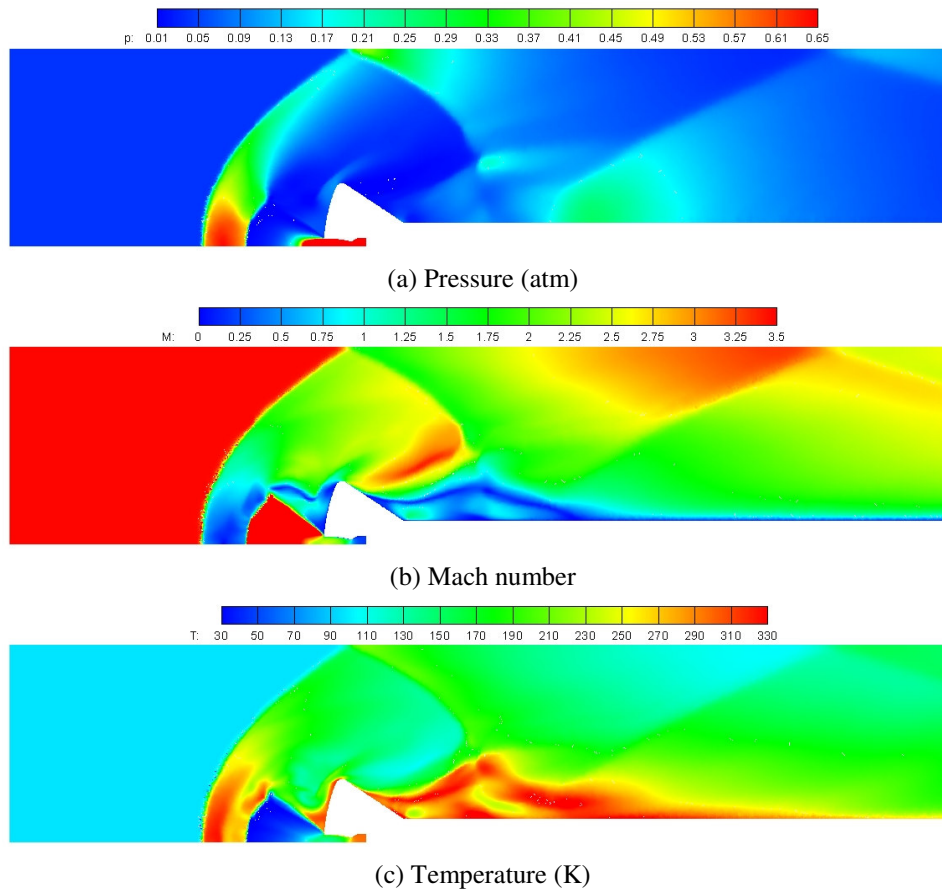 p: 0.01 0.05 0.09 0.13 0.17 0.21 0.25 0.29 0.33 0.37 0.41 0.45 0.49 0.53 0.57 0.61 0.65
(a) Pressure (atm)
M: 0 0.25 0.5 0.75 1 1.25 1.5 1.75 2 2.25 2.5 2.75 3 3.25 3.5
(b) Mach number
T: 30 50 70 90 110 130 150 170 190 210 230 250 270 290 310 330
(c) Temperature (K)